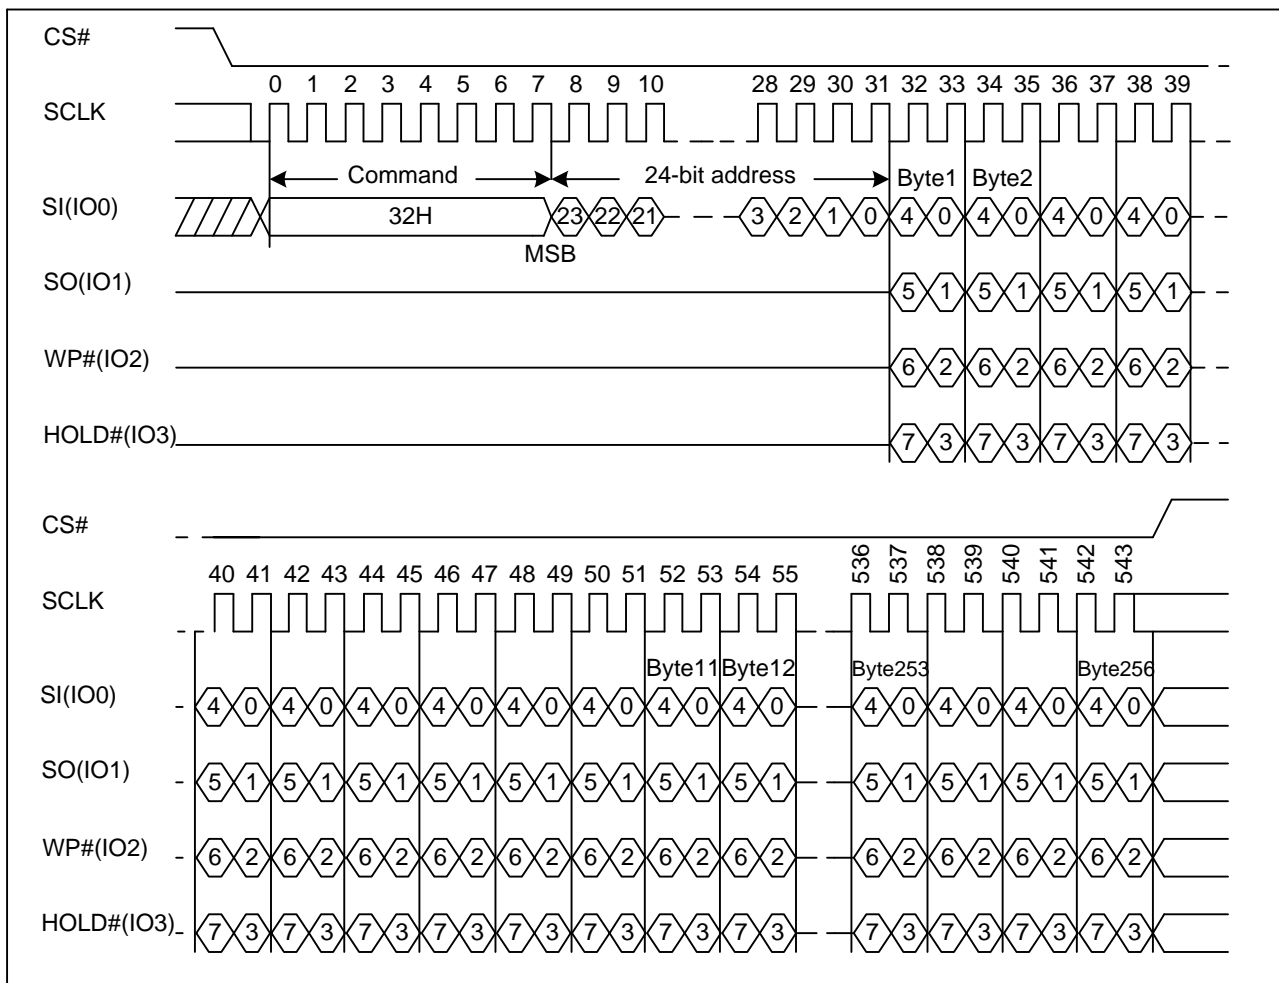 CS#
0 1 2 3 4 5 6 7 8 9 10 28 29 30 31 32 33 34 35 36 37 38 39
SCLK
Command 24-bit address Byte1 Byte2
SI(IO0) 32H 23 22 21 3 2 1 0 4 0 4 0 4 0 4 0
MSB
SO(IO1) 5 1 5 1 5 1 5 1
WP#(IO2) 6 2 6 2 6 2 6 2
HOLD#(IO3) 7 3 7 3 7 3 7 3
CS#
40 41 42 43 44 45 46 47 48 49 50 51 52 53 54 55 536 537 538 539 540 541 542 543
SCLK
Byte11 Byte12 Byte253 Byte256
SI(IO0) 4 0 4 0 4 0 4 0 4 0 4 0 4 0 4 0 4 0 4 0 4 0 4 0
SO(IO1) 5 1 5 1 5 1 5 1 5 1 5 1 5 1 5 1 5 1 5 1 5 1 5 1
WP#(IO2) 6 2 6 2 6 2 6 2 6 2 6 2 6 2 6 2 6 2 6 2 6 2 6 2
HOLD#(IO3) 7 3 7 3 7 3 7 3 7 3 7 3 7 3 7 3 7 3 7 3 7 3 7 3